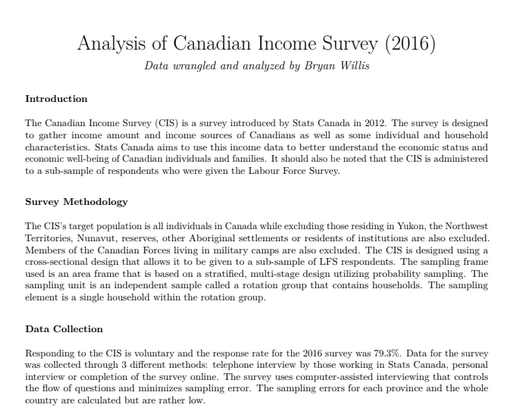 Analysis of Canadian Income Survey (2016)
Data wrangled and analyzed by Bryan Willis
Introduction
The Canadian Income Survey (CIS) is a survey introduced by Stats Canada in 2012. The survey is designed
to gather income amount and income sources of Canadians as well as some individual and household
characteristics. Stats Canada aims to use this income data to better understand the economic status and
economic well-being of Canadian individuals and families. It should also be noted that the CIS is administered
to a sub-sample of respondents who were given the Labour Force Survey.
Survey Methodology
The CIS's target population is all individuals in Canada while excluding those residing in Yukon, the Northwest
Territories, Nunavut, reserves, other Aboriginal settlements or residents of institutions are also excluded.
Members of the Canadian Forces living in military camps are also excluded. The CIS is designed using a
cross-sectional design that allows it to be given to a sub-sample of LFS respondents. The sampling frame
used is an area frame that is based on a stratified, multi-stage design utilizing probability sampling. The
sampling unit is an independent sample called a rotation group that contains households. The sampling
element is a single household within the rotation group.
Data Collection
Responding to the CIS is voluntary and the response rate for the 2016 survey was 79.3%. Data for the survey
was collected through 3 different methods: telephone interview by those working in Stats Canada, personal
interview or completion of the survey online. The survey uses computer-assisted interviewing that controls
the flow of questions and minimizes sampling error. The sampling errors for each province and the whole
country are calculated but are rather low.